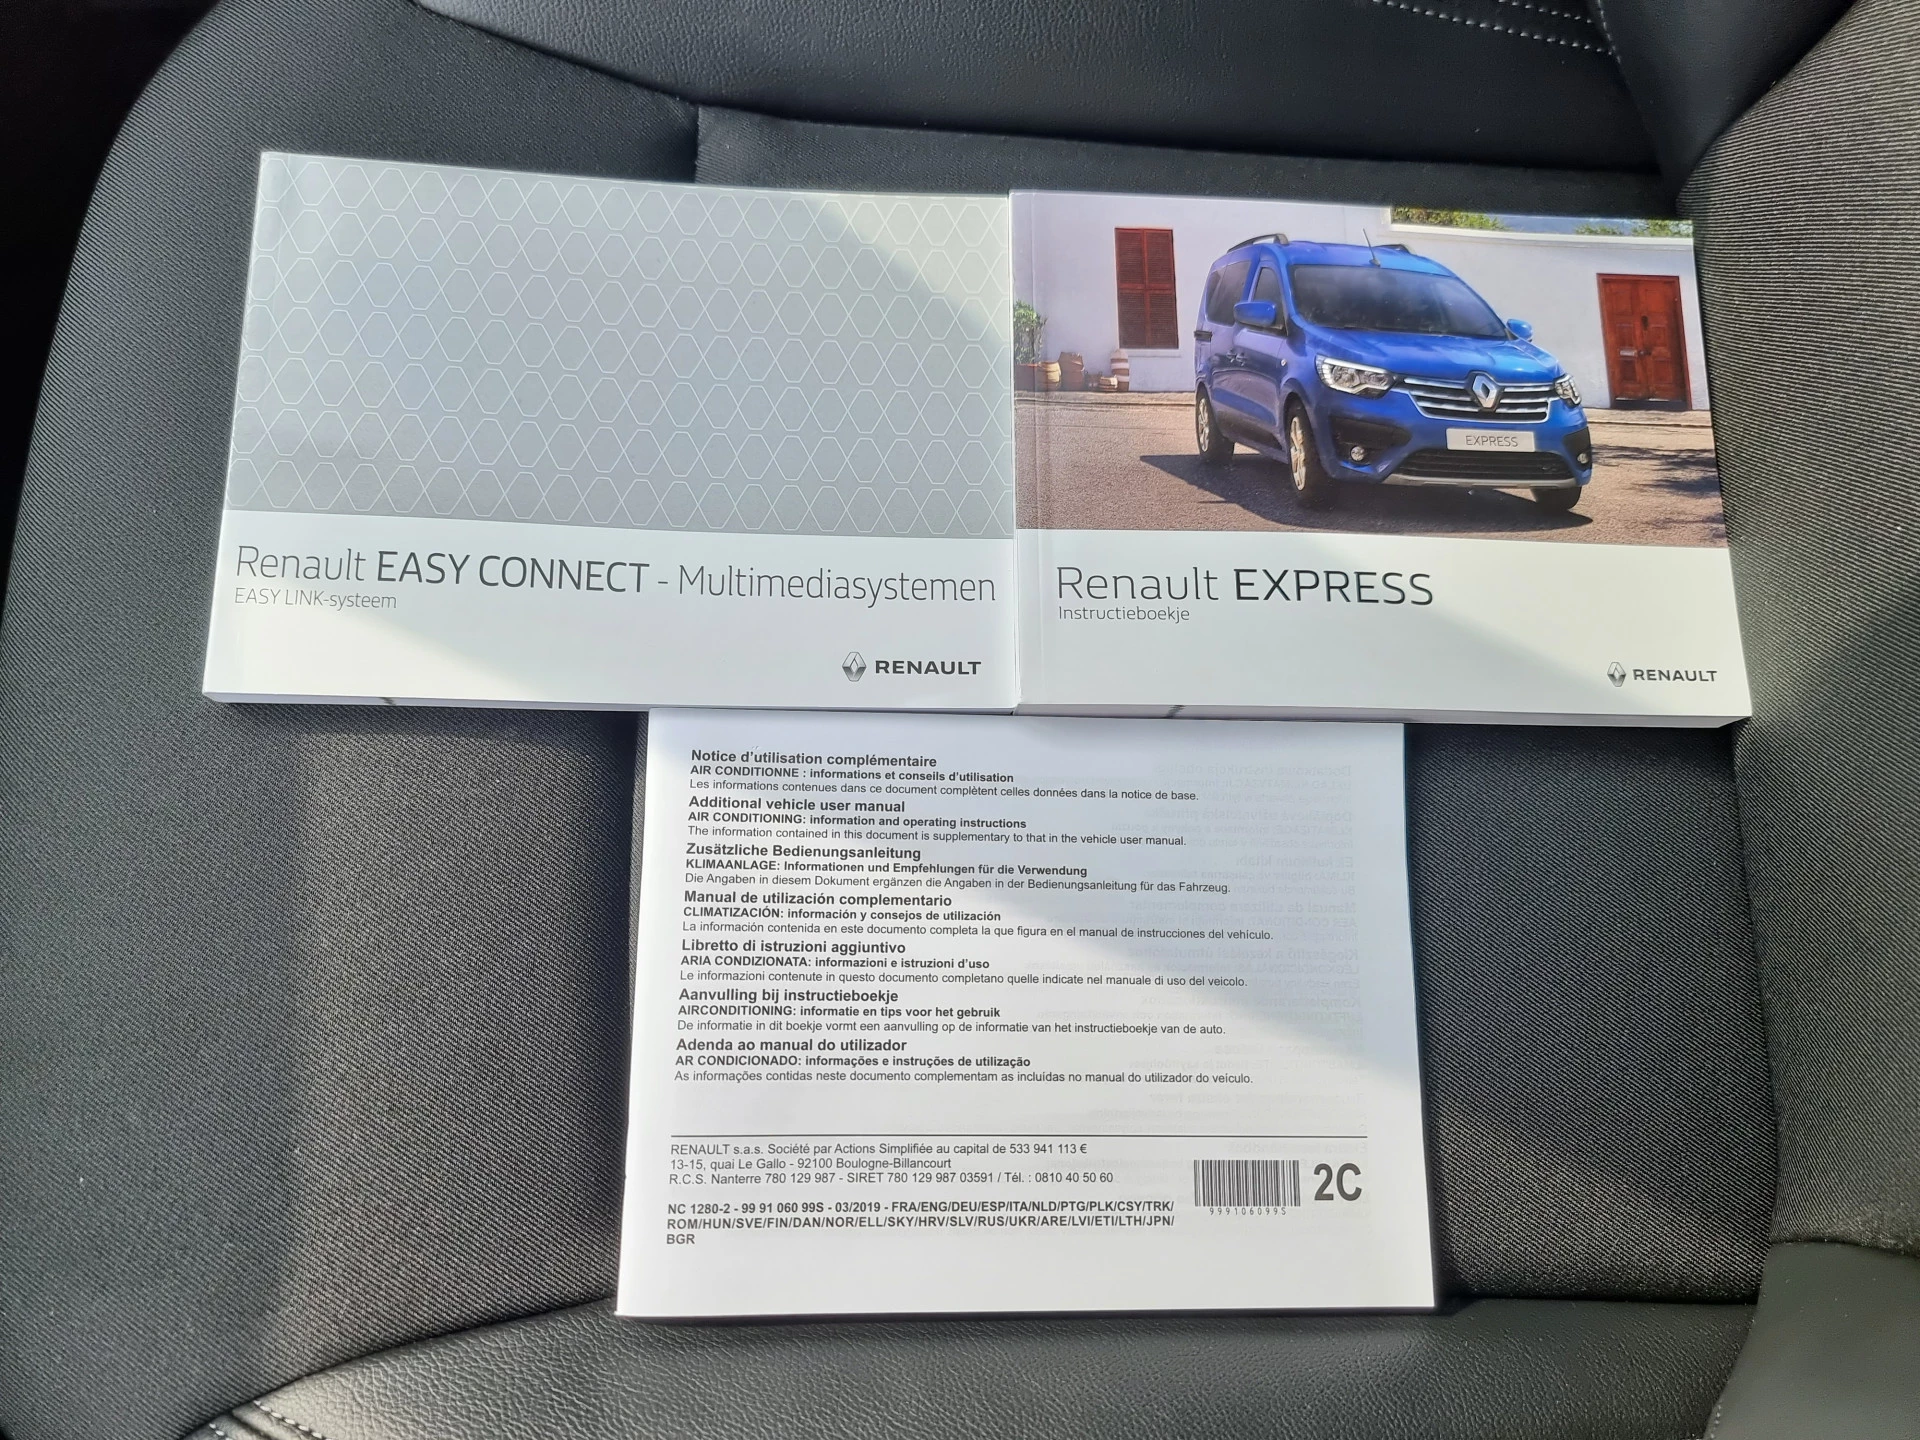 Renault EASY CONNECT - Multimediasystemen
EASY LINK-systeem
RENAULT
EXPRESS
Renault EXPRESS
Instructieboekje
RENAULT
Notice d'utilisation complémentaire
AIR CONDITIONNE : informations et conseils d'utilisation
Les informations contenues dans ce document complètent celles données dans la notice de base.
Additional vehicle user manual
AIR CONDITIONING: information and operating instructions
The information contained in this document is supplementary to that in the vehicle user manual.
Zusätzliche Bedienungsanleitung
KLIMAANLAGE: Informationen und Empfehlungen für die Verwendung
Die Angaben in diesem Dokument ergänzen die Angaben in der Bedienungsanleitung für das Fahrzeug.
Manual de utilización complementario
CLIMATIZACIÓN: información y consejos de utilización
La información contenida en este documento completa la que figura en el manual de instrucciones del vehículo.
Libretto di istruzioni aggiuntivo
ARIA CONDIZIONATA: informazioni e istruzioni d'uso
Le informazioni contenute in questo documento completano quelle indicate nel manuale di uso del veicolo.
Aanvulling bij instructieboekje
AIRCONDITIONING: informatie en tips voor het gebruik
De informatie in dit boekje vormt een aanvulling op de informatie van het instructieboekje van de auto.
Adenda ao manual do utilizador
AR CONDICIONADO: informações e instruções de utilização
As informações contidas neste documento complementam as incluídas no manual do utilizador do veículo.
RENAULT s.a.s. Société par Actions Simplifiée au capital de 533 941 113 €
13-15, quai Le Gallo - 92100 Boulogne-Billancourt
R.C.S. Nanterre 780 129 987 - SIRET 780 129 987 03591 / Tél. : 0810 40 50 60
NC 1280-2 - 99 91 060 99S - 03/2019 - FRA/ENG/DEU/ESP/ITA/NLD/PTG/PLK/CSY/TRK/
ROM/HUN/SVE/FIN/DAN/NOR/ELL/SKY/HRV/SLV/RUS/UKR/ARE/LVI/ETI/LTH/JPN/
BGR
999106099S
2C